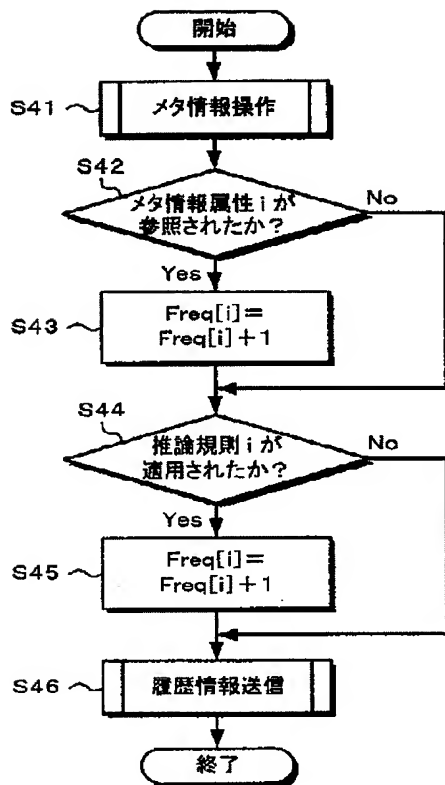 開始
S41
メタ情報操作
S42
メタ情報属性 i が
参照されたか?
No
Yes
S43
Freq[i]=
Freq[i]+1
S44
推論規則 i が
適用されたか?
No
Yes
S45
Freq[i]=
Freq[i]+1
S46
履歴情報送信
終了